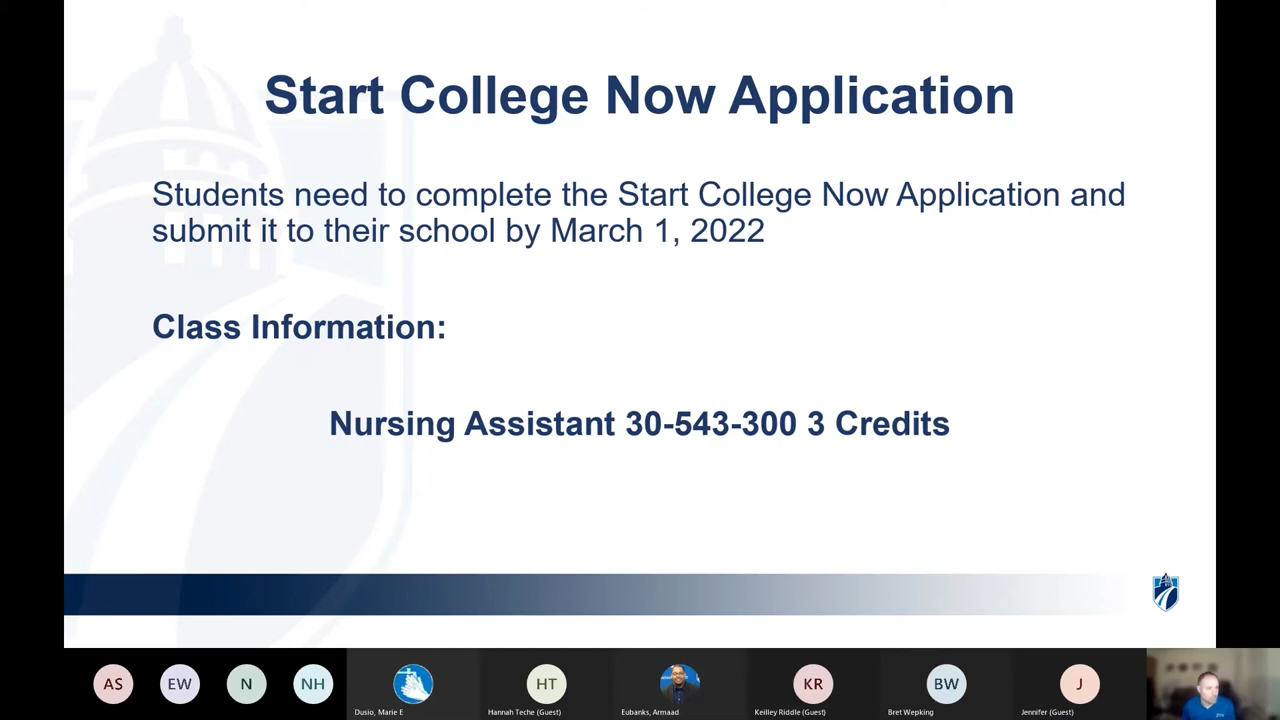 Start College Now Application
Students need to complete the Start College Now Application and
submit it to their school by March 1, 2022
Class Information:
Nursing Assistant 30-543-300 3 Credits
AS
EW
N
NH
HT
KR
BW
J
Dusio, Marie E
Hannah Teche (Guest)
Eubanks, Armaad
Keilley Riddle (Guest)
Bret Wepking
Jennifer (Guest)